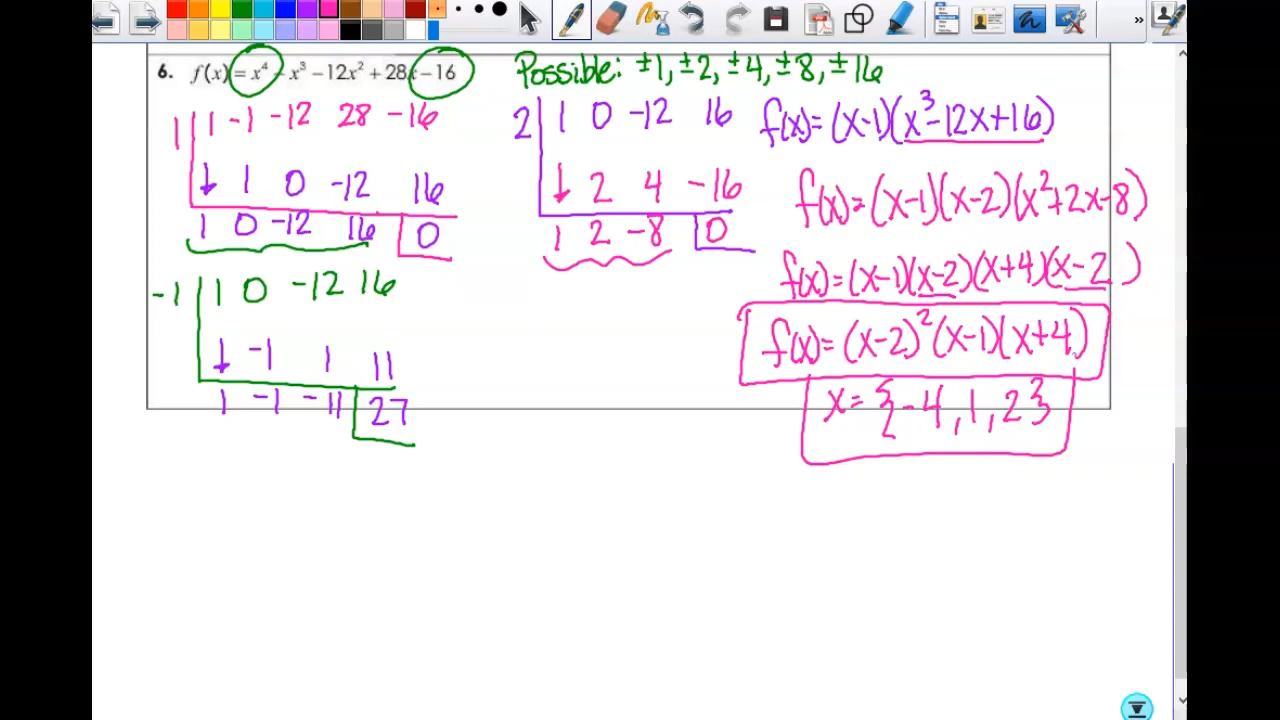 6. f(x) = x⁴ − x³ − 12x² + 28x − 16
Possible: ±1, ±2, ±4, ±8, ±16
1 | 1 -1 -12 28 -16
↓ 1 0 -12 16
1 0 -12 16 | 0
2 | 1 0 -12 16
↓ 2 4 -16
1 2 -8 | 0
f(x) = (x-1)(x³-12x+16)
f(x) = (x-1)(x-2)(x²+2x-8)
f(x) = (x-1)(x-2)(x+4)(x-2)
f(x) = (x-2)²(x-1)(x+4)
x = {-4, 1, 2}
-1 | 1 0 -12 16
↓ -1 1 11
1 -1 -11 | 27